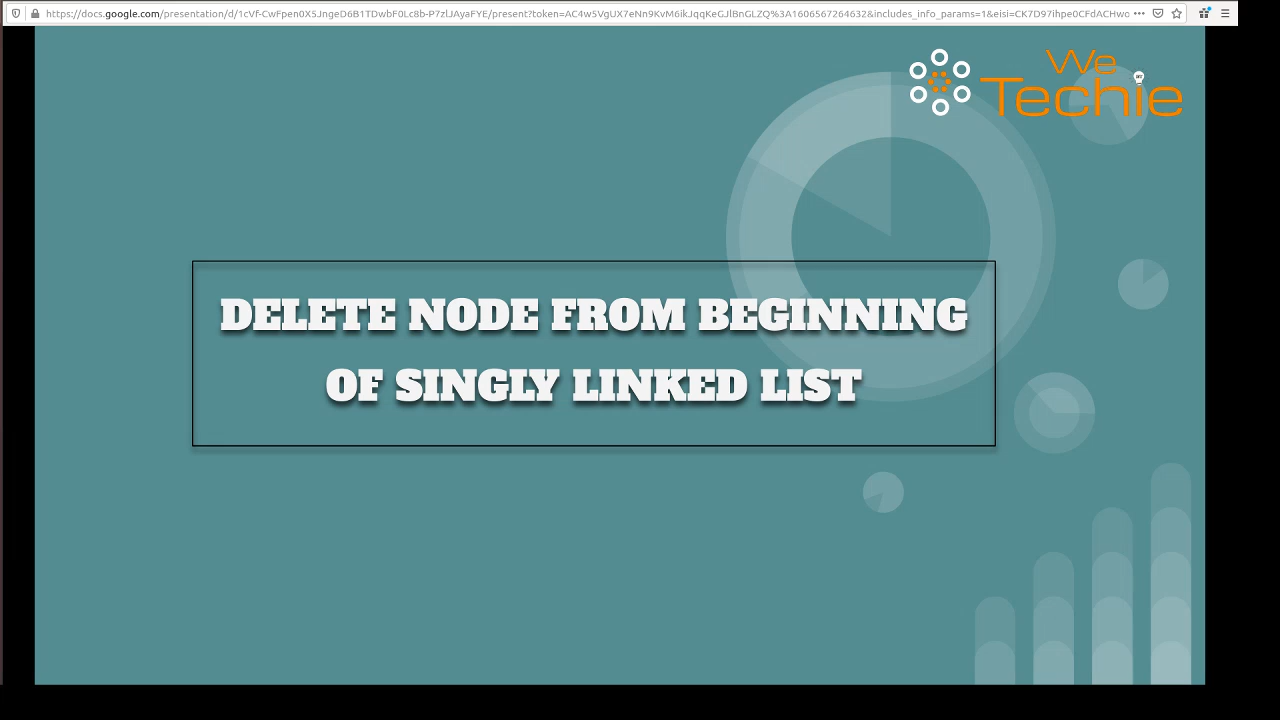 We
Techie
DELETE NODE FROM BEGINNING
OF SINGLY LINKED LIST